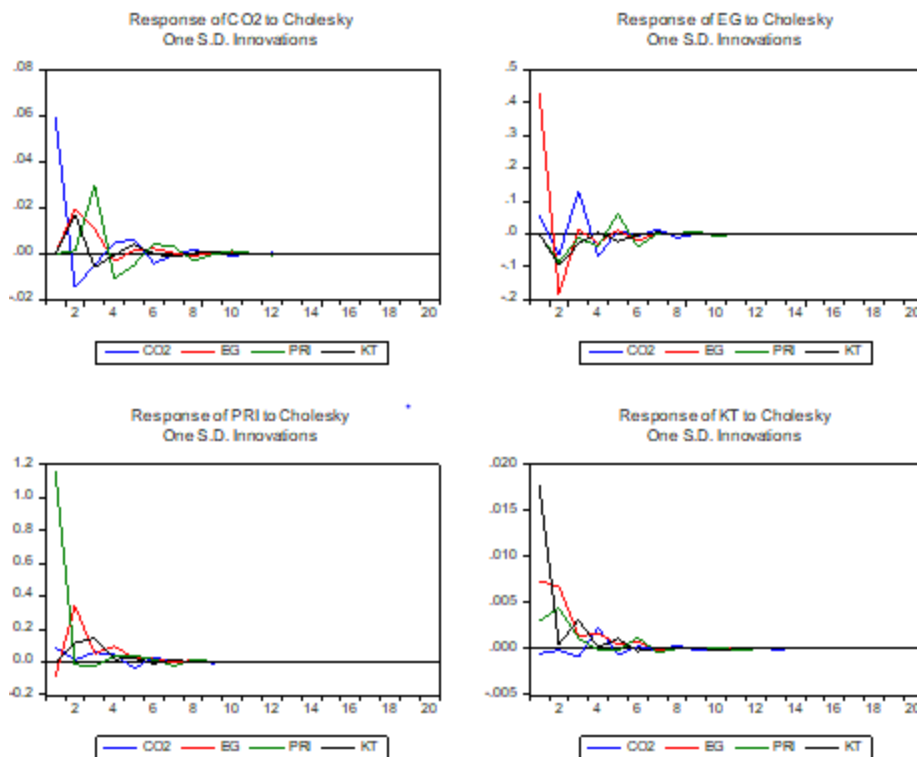 Response of CO2 to Cholesky
One S.D. Innovations
.08
.06
.04
.02
.00
-.02
2 4 6 8 10 12 14 16 18 20
CO2 EG PRI KT
Response of EG to Cholesky
One S.D. Innovations
.5
.4
.3
.2
.1
.0
-.1
-.2
2 4 6 8 10 12 14 16 18 20
CO2 EG PRI KT
Response of PRI to Cholesky
One S.D. Innovations
1.2
1.0
0.8
0.6
0.4
0.2
0.0
-0.2
2 4 6 8 10 12 14 16 18 20
CO2 EG PRI KT
Response of KT to Cholesky
One S.D. Innovations
.020
.015
.010
.005
.000
-.005
2 4 6 8 10 12 14 16 18 20
CO2 EG PRI KT